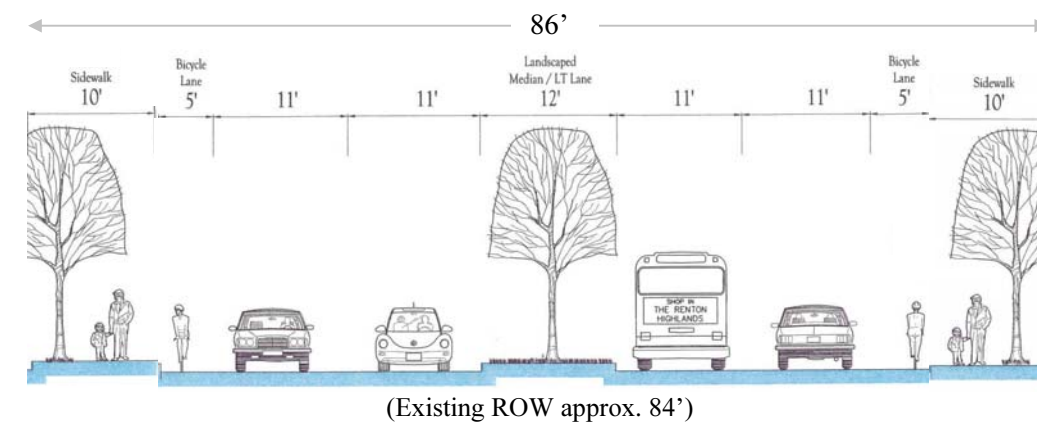 86’
Sidewalk
10'
Bicycle
Lane
5'
11'
11'
Landscaped
Median / LT Lane
12'
11'
11'
Bicycle
Lane
5'
Sidewalk
10'
SHOP IN
THE RENTON
HIGHLANDS
(Existing ROW approx. 84’)